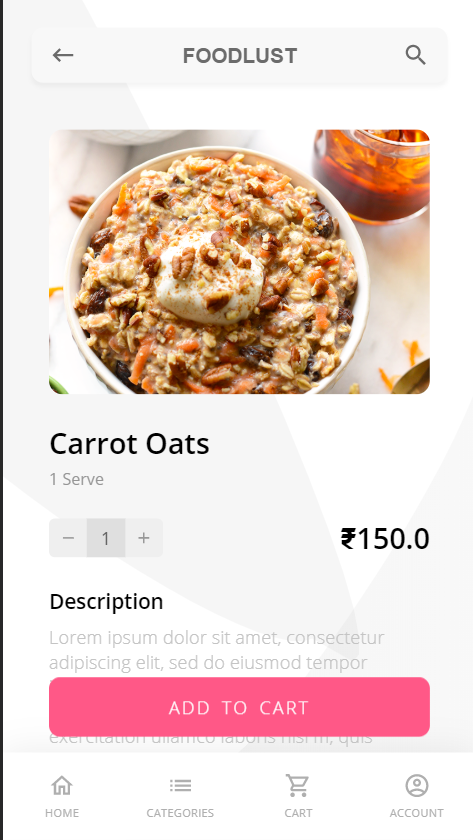 FOODLUST
Carrot Oats
1 Serve
− 1 +
₹150.0
Description
Lorem ipsum dolor sit amet, consectetur
adipiscing elit, sed do eiusmod tempor
ADD TO CART
exercitation ullamco laboris nisi m, quis
HOME
CATEGORIES
CART
ACCOUNT